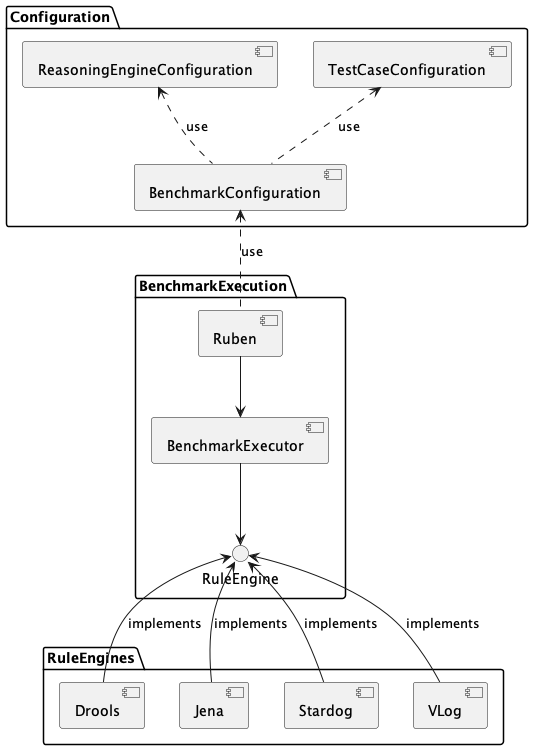 Configuration
ReasoningEngineConfiguration
TestCaseConfiguration
use
use
BenchmarkConfiguration
use
BenchmarkExecution
Ruben
BenchmarkExecutor
RuleEngine
implements
implements
implements
implements
RuleEngines
Drools
Jena
Stardog
VLog